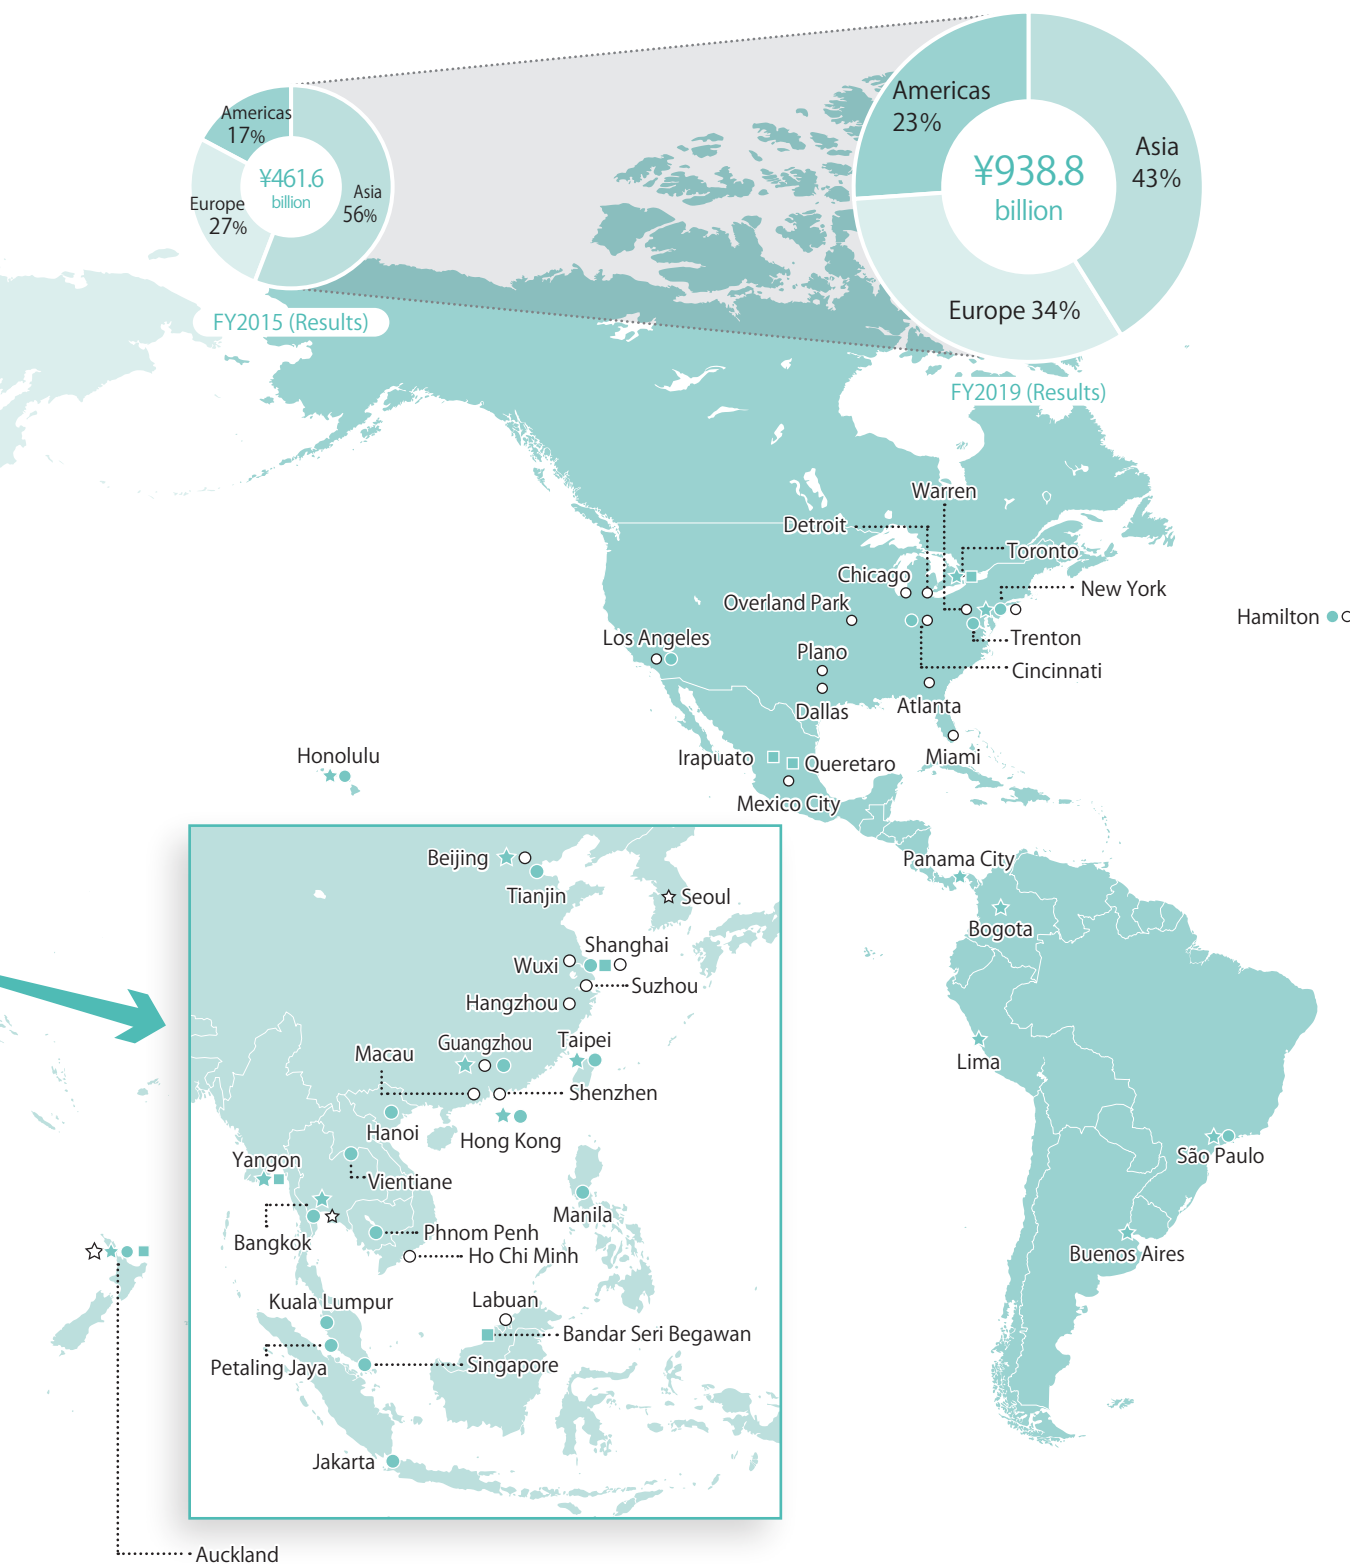 Americas
17%
¥461.6
billion
Asia
56%
Europe
27%
FY2015 (Results)
Americas
23%
¥938.8
billion
Asia
43%
Europe 34%
FY2019 (Results)
Warren
Detroit
Toronto
Chicago
New York
Overland Park
Hamilton
Los Angeles
Trenton
Plano
Cincinnati
Dallas
Atlanta
Honolulu
Irapuato
Queretaro
Miami
Mexico City
Panama City
Bogota
Lima
São Paulo
Buenos Aires
Beijing
Tianjin
Seoul
Shanghai
Wuxi
Suzhou
Hangzhou
Guangzhou
Taipei
Macau
Shenzhen
Hanoi
Hong Kong
Yangon
Vientiane
Manila
Phnom Penh
Bangkok
Ho Chi Minh
Kuala Lumpur
Labuan
Bandar Seri Begawan
Petaling Jaya
Singapore
Jakarta
Auckland